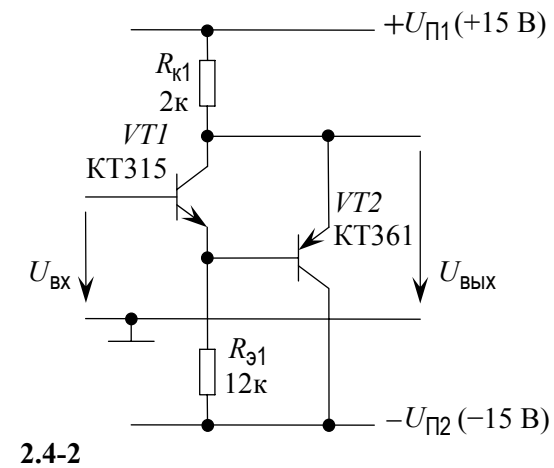 +U_П1 (+15 В)
R_к1
2к
VT1
КТ315
VT2
КТ361
U_вх
U_вых
R_э1
12к
−U_П2 (−15 В)
2.4-2